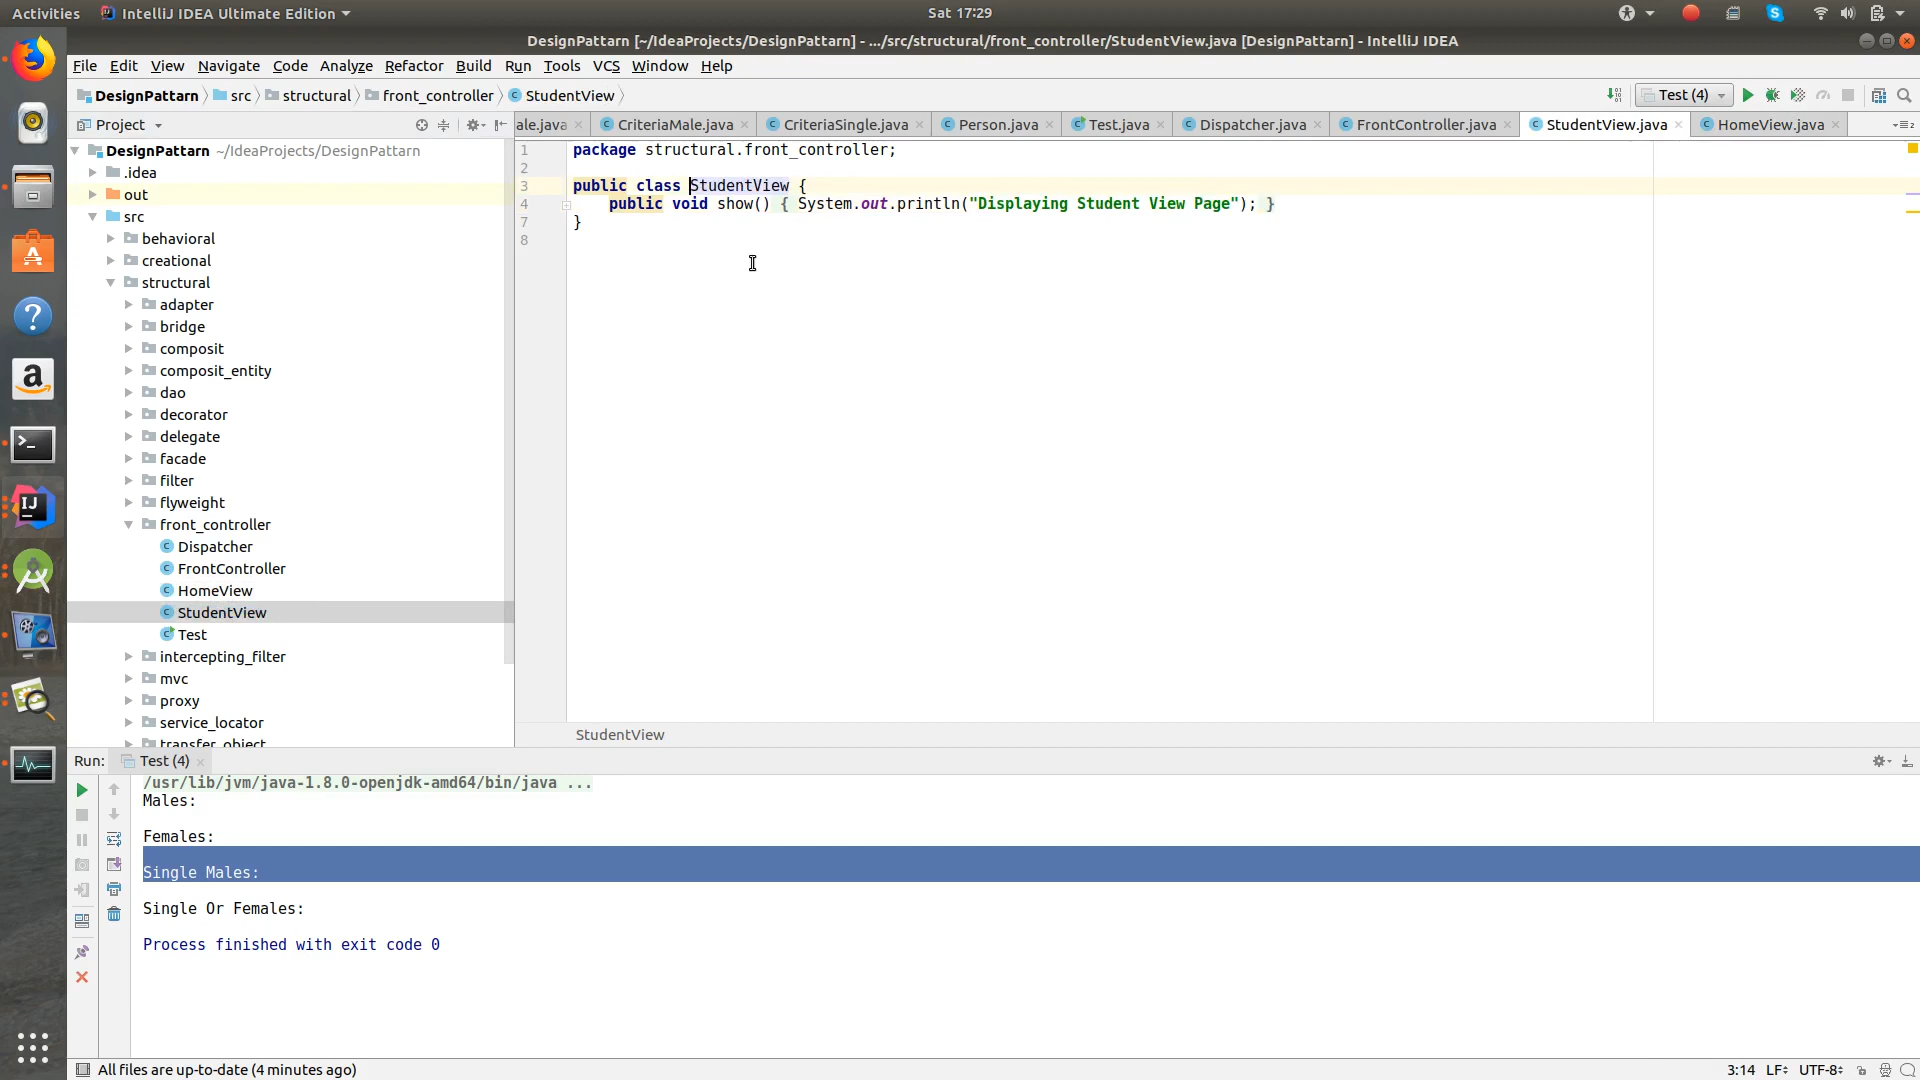 Activities
IntelliJ IDEA Ultimate Edition
Sat 17:29
DesignPattarn [~/IdeaProjects/DesignPattarn] - .../src/structural/front_controller/StudentView.java [DesignPattarn] - IntelliJ IDEA
File Edit View Navigate Code Analyze Refactor Build Run Tools VCS Window Help
DesignPattarn src structural front_controller StudentView
Test (4)
Project
ale.java CriteriaMale.java CriteriaSingle.java Person.java Test.java Dispatcher.java FrontController.java StudentView.java HomeView.java
DesignPattarn ~/IdeaProjects/DesignPattarn
.idea
out
src
behavioral
creational
structural
adapter
bridge
composit
composit_entity
dao
decorator
delegate
facade
filter
flyweight
front_controller
Dispatcher
FrontController
HomeView
StudentView
Test
intercepting_filter
mvc
proxy
service_locator
transfer_object
1 package structural.front_controller;
2
3 public class StudentView {
4 public void show() { System.out.println("Displaying Student View Page"); }
7 }
8
StudentView
Run: Test (4)
/usr/lib/jvm/java-1.8.0-openjdk-amd64/bin/java ...
Males:
Females:
Single Males:
Single Or Females:
Process finished with exit code 0
All files are up-to-date (4 minutes ago)
3:14 LF÷ UTF-8÷